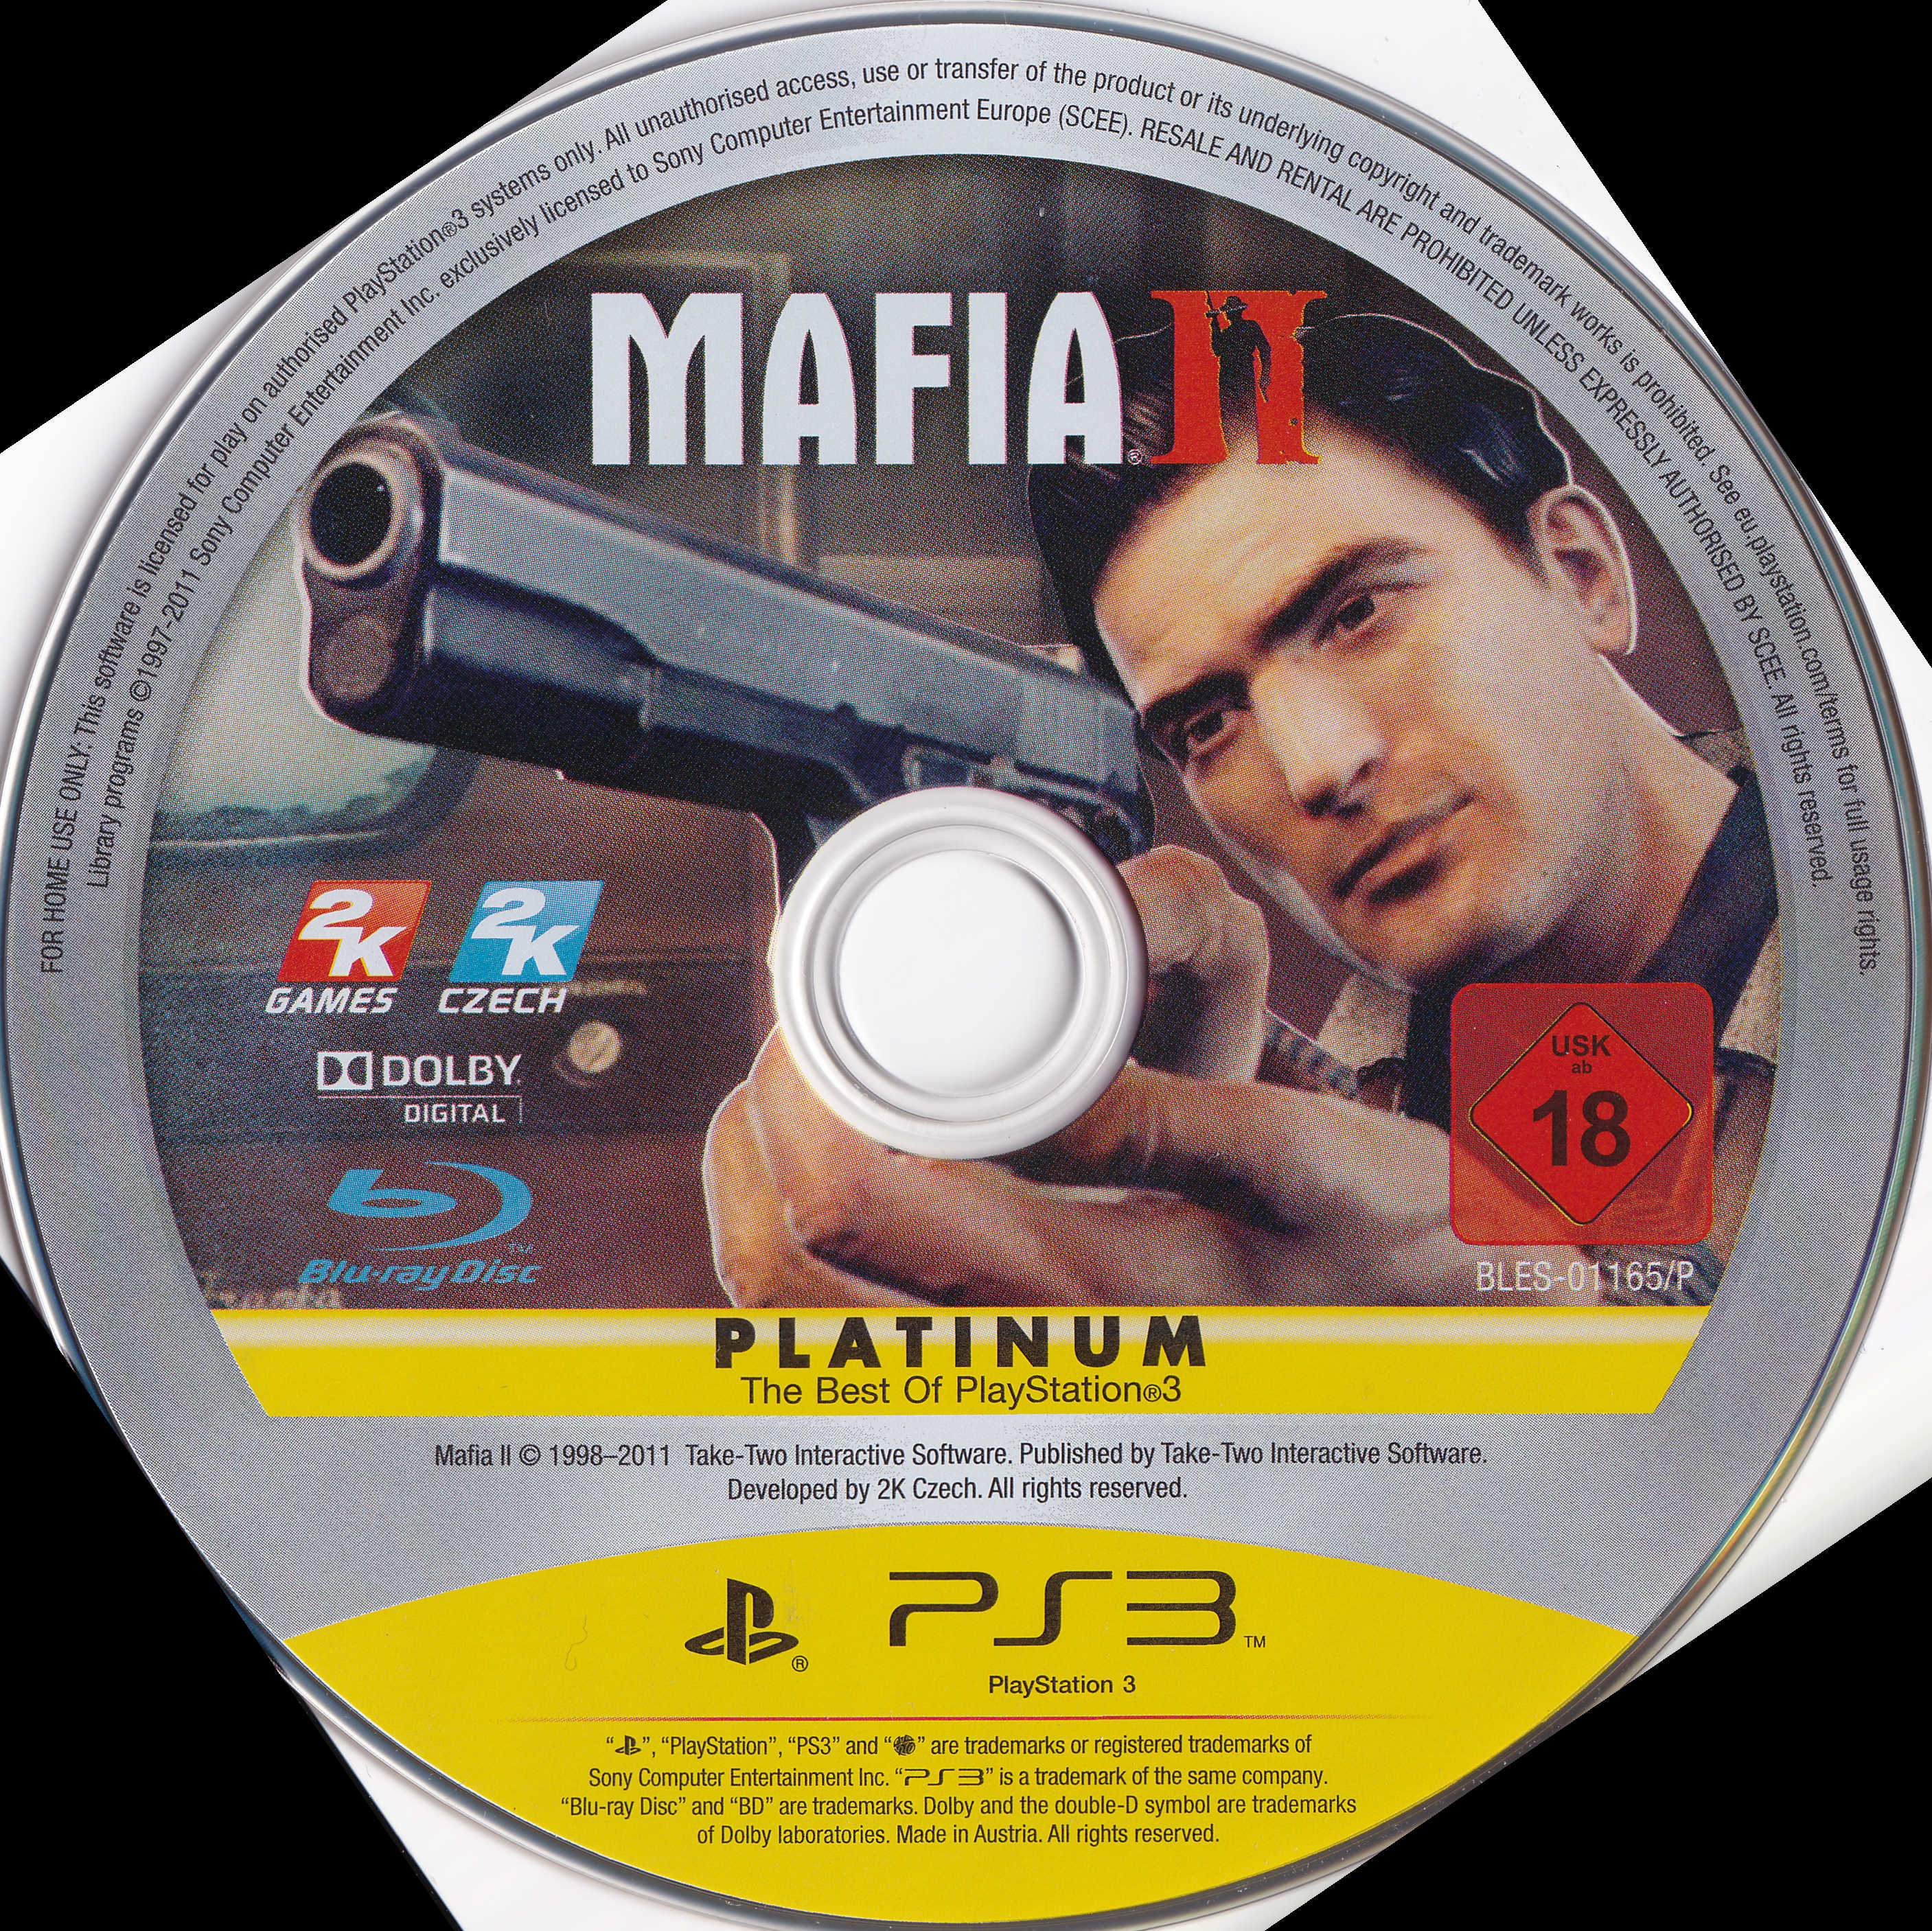 FOR HOME USE ONLY: This software is licensed for play on authorised PlayStation®3 systems only. All unauthorised access, use or transfer of the product or its underlying copyright and trademark works is prohibited. See eu.playstation.com/terms for full usage rights.
Library programs ©1997-2011 Sony Computer Entertainment Inc. exclusively licensed to Sony Computer Entertainment Europe (SCEE). RESALE AND RENTAL ARE PROHIBITED UNLESS EXPRESSLY AUTHORISED BY SCEE. All rights reserved.
MAFIA® II
2K 2K
GAMES CZECH
DOLBY
DIGITAL
Blu-ray Disc™
USK
ab
18
BLES-01165/P
PLATINUM
The Best Of PlayStation®3
Mafia II © 1998–2011 Take-Two Interactive Software. Published by Take-Two Interactive Software.
Developed by 2K Czech. All rights reserved.
® PS3™
PlayStation 3
“ ”, “PlayStation”, “PS3” and “ ” are trademarks or registered trademarks of
Sony Computer Entertainment Inc. “PS3” is a trademark of the same company.
“Blu-ray Disc” and “BD” are trademarks. Dolby and the double-D symbol are trademarks
of Dolby laboratories. Made in Austria. All rights reserved.